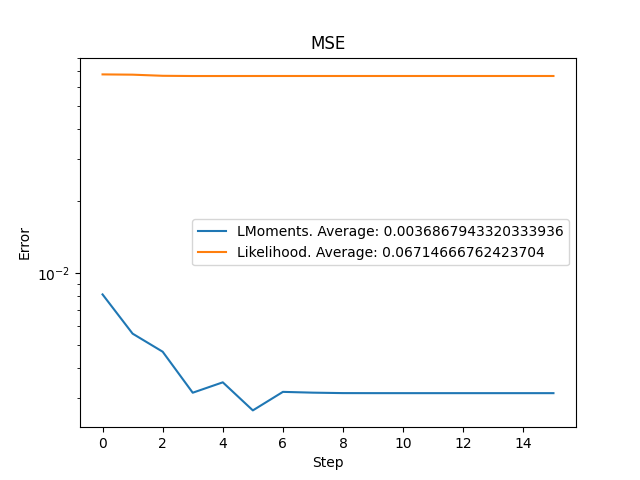 MSE
Error
10⁻²
LMoments. Average: 0.0036867943320333936
Likelihood. Average: 0.06714666762423704
0 2 4 6 8 10 12 14
Step